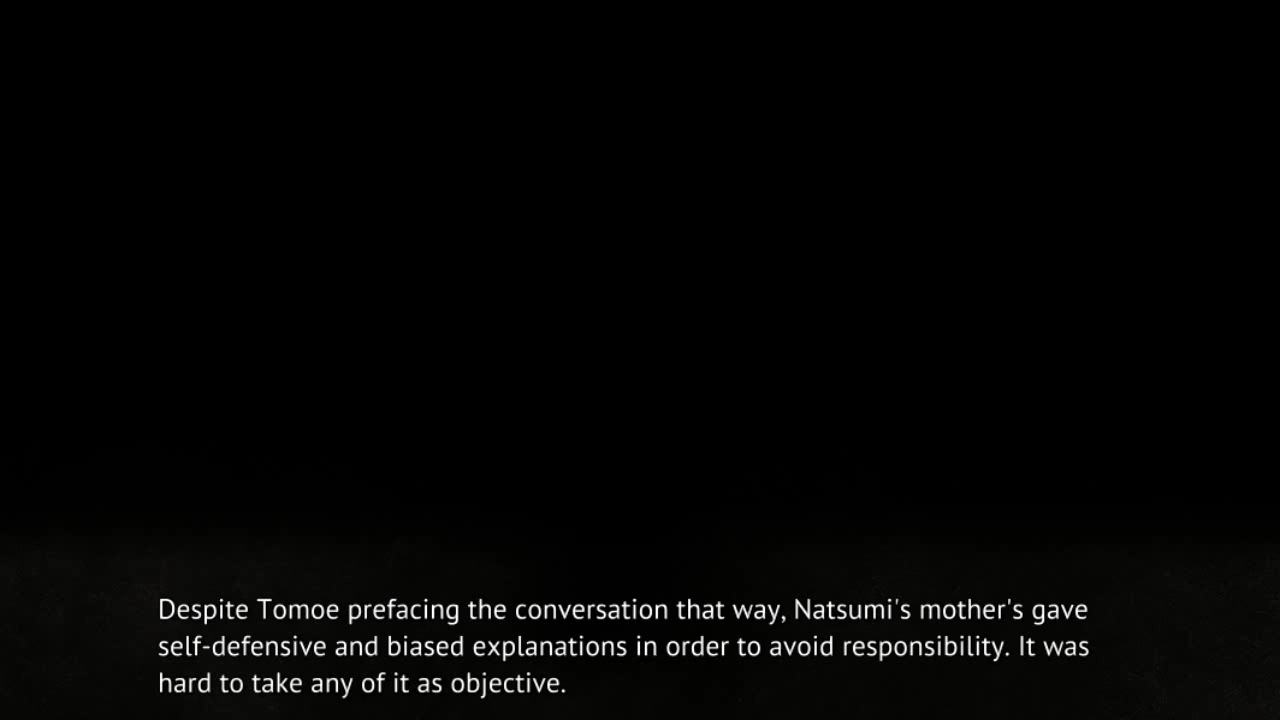 Despite Tomoe prefacing the conversation that way, Natsumi's mother's gave
self-defensive and biased explanations in order to avoid responsibility. It was
hard to take any of it as objective.